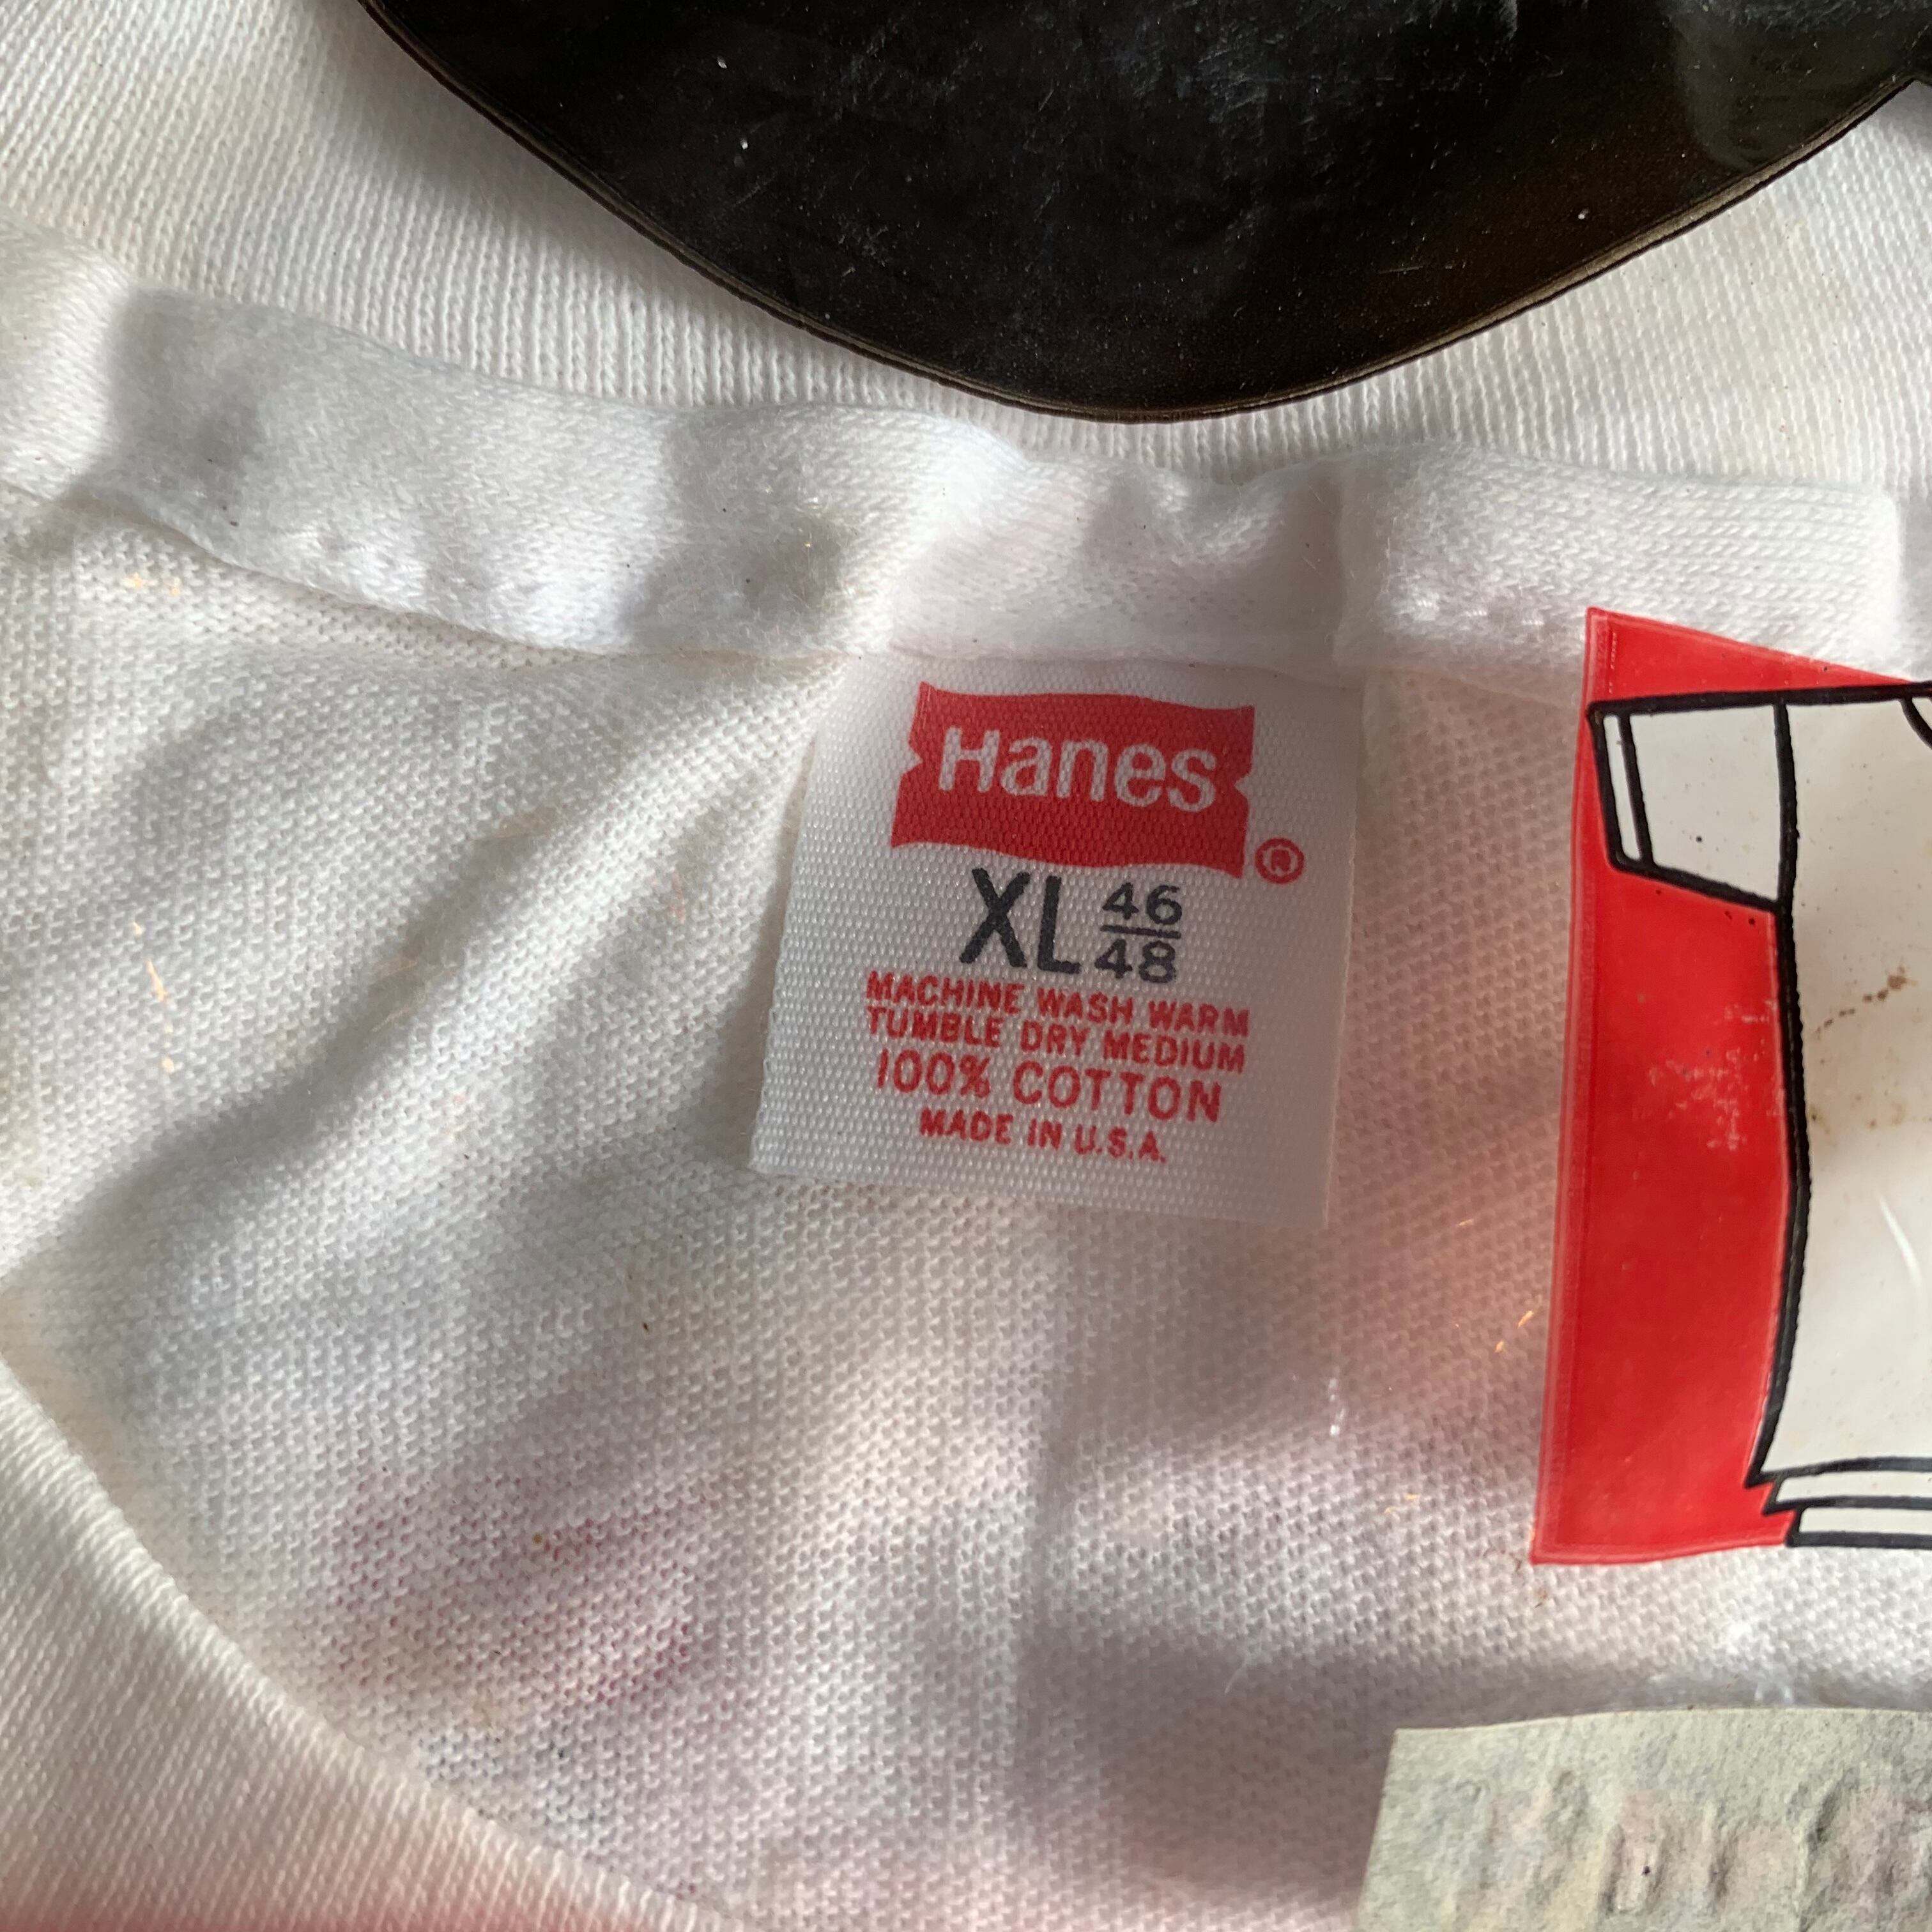 Hanes ®
XL 46/48
MACHINE WASH WARM
TUMBLE DRY MEDIUM
100% COTTON
MADE IN U.S.A.